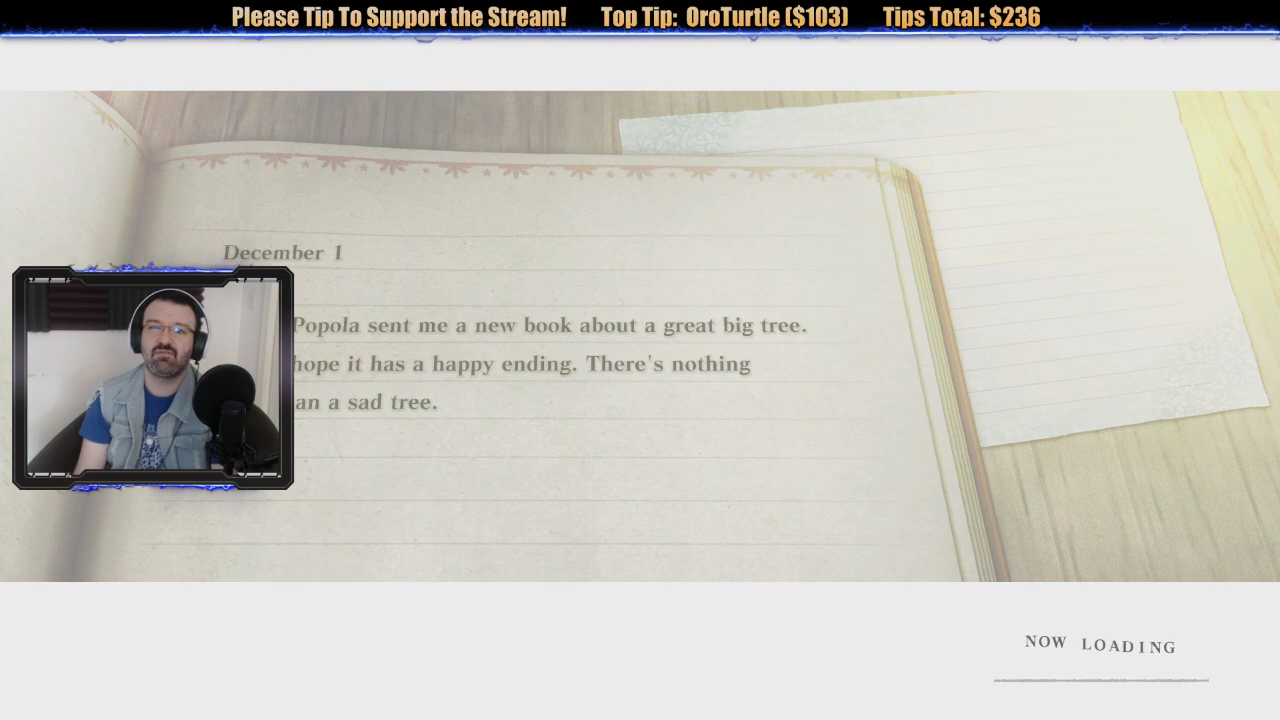 Please Tip To Support the Stream! Top Tip: OroTurtle ($103) Tips Total: $236
December 1
Popola sent me a new book about a great big tree.
hope it has a happy ending. There's nothing
an a sad tree.
NOW LOADING